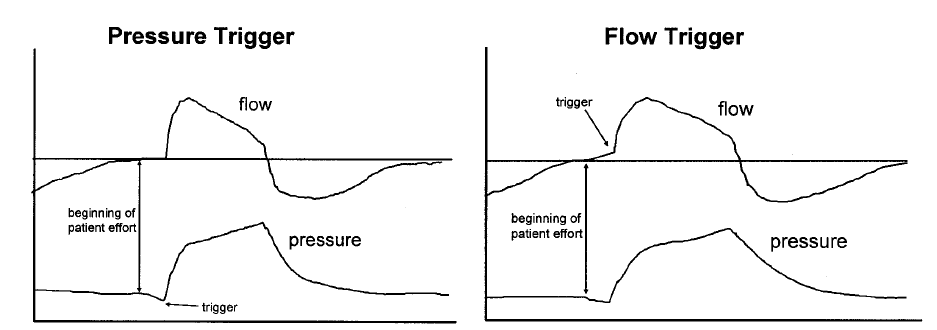 Pressure Trigger
flow
beginning of
patient effort
pressure
trigger
Flow Trigger
trigger
flow
beginning of
patient effort
pressure